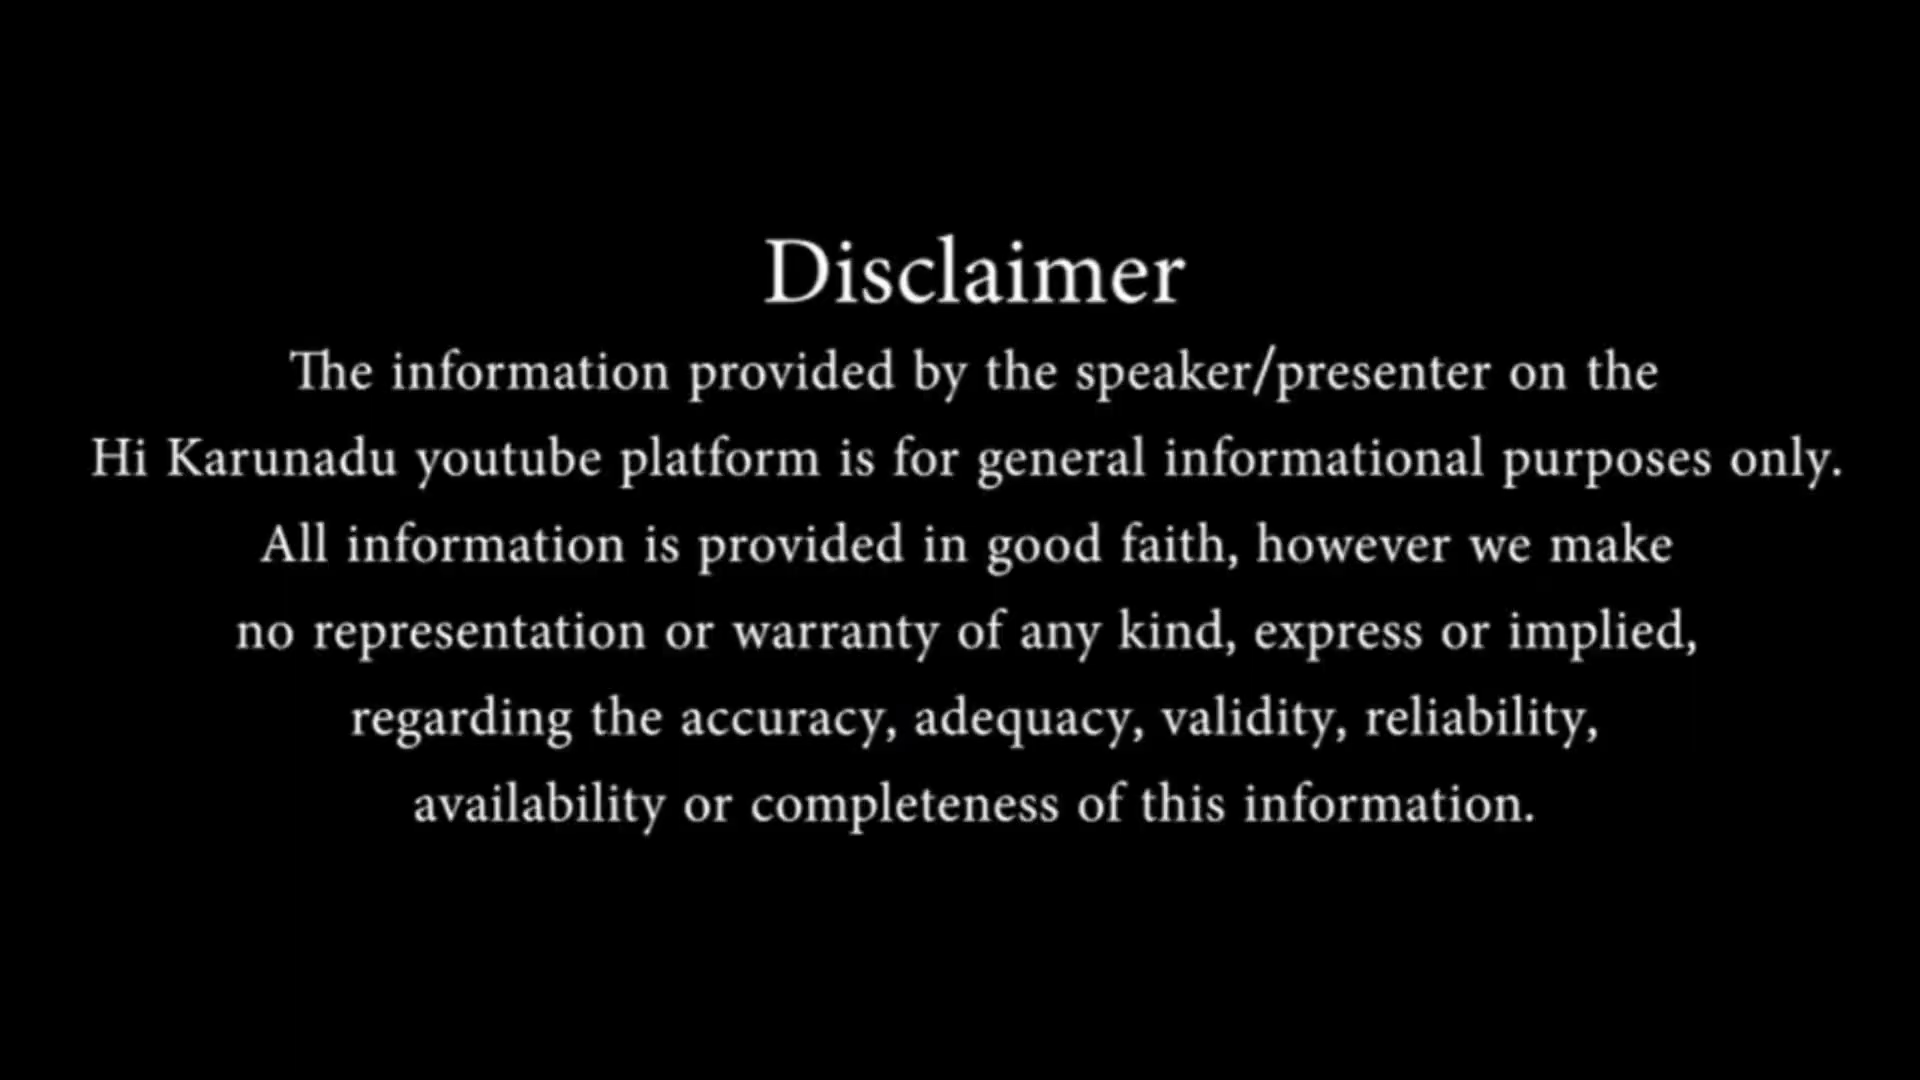 Disclaimer
The information provided by the speaker/presenter on the
Hi Karunadu youtube platform is for general informational purposes only.
All information is provided in good faith, however we make
no representation or warranty of any kind, express or implied,
regarding the accuracy, adequacy, validity, reliability,
availability or completeness of this information.